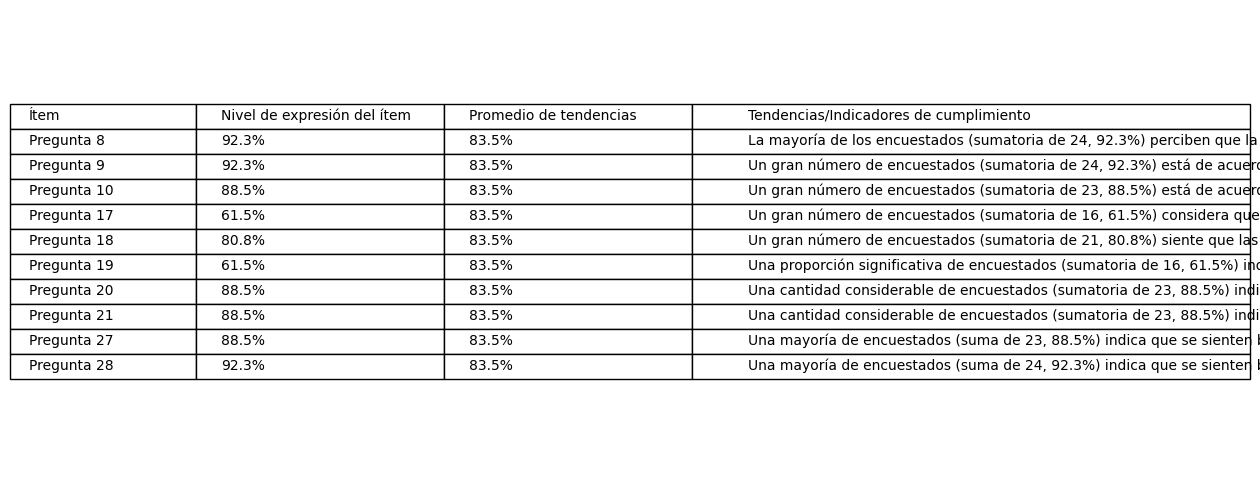 Ítem Nivel de expresión del ítem Promedio de tendencias Tendencias/Indicadores de cumplimiento
Pregunta 8 92.3% 83.5% La mayoría de los encuestados (sumatoria de 24, 92.3%) perciben que la
Pregunta 9 92.3% 83.5% Un gran número de encuestados (sumatoria de 24, 92.3%) está de
Pregunta 10 88.5% 83.5% Un gran número de encuestados (sumatoria de 23, 88.5%) está de
Pregunta 17 61.5% 83.5% Un gran número de encuestados (sumatoria de 16, 61.5%) considera que
Pregunta 18 80.8% 83.5% Un gran número de encuestados (sumatoria de 21, 80.8%) siente que las
Pregunta 19 61.5% 83.5% Una proporción significativa de encuestados (sumatoria de 16, 61.5%)
Pregunta 20 88.5% 83.5% Una cantidad considerable de encuestados (sumatoria de 23, 88.5%)
Pregunta 21 88.5% 83.5% Una cantidad considerable de encuestados (sumatoria de 23, 88.5%)
Pregunta 27 88.5% 83.5% Una mayoría de encuestados (suma de 23, 88.5%) indica que se sienten
Pregunta 28 92.3% 83.5% Una mayoría de encuestados (suma de 24, 92.3%) indica que se sienten